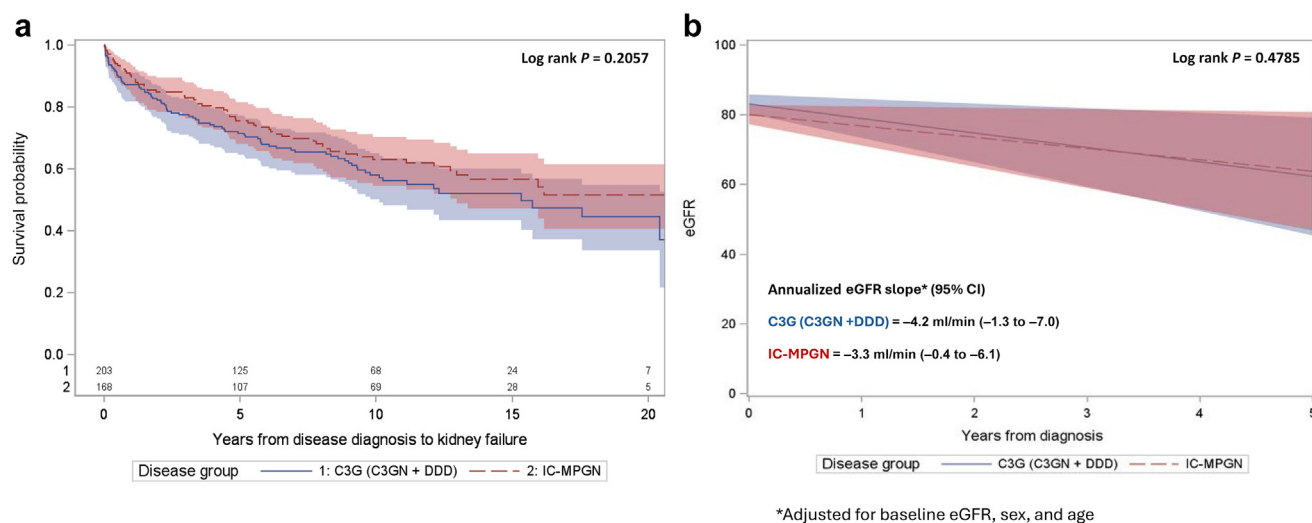 a
Log rank P = 0.2057
Survival probability
1.0
0.8
0.6
0.4
0.2
0.0
1 203 125 68 24 7
2 168 107 69 28 5
0 5 10 15 20
Years from disease diagnosis to kidney failure
Disease group 1: C3G (C3GN + DDD) 2: IC-MPGN
b
Log rank P = 0.4785
eGFR
100
80
60
40
20
0
Annualized eGFR slope* (95% CI)
C3G (C3GN +DDD) = –4.2 ml/min (–1.3 to –7.0)
IC-MPGN = –3.3 ml/min (–0.4 to –6.1)
0 1 2 3 4 5
Years from diagnosis
Disease group C3G (C3GN + DDD) IC-MPGN
*Adjusted for baseline eGFR, sex, and age